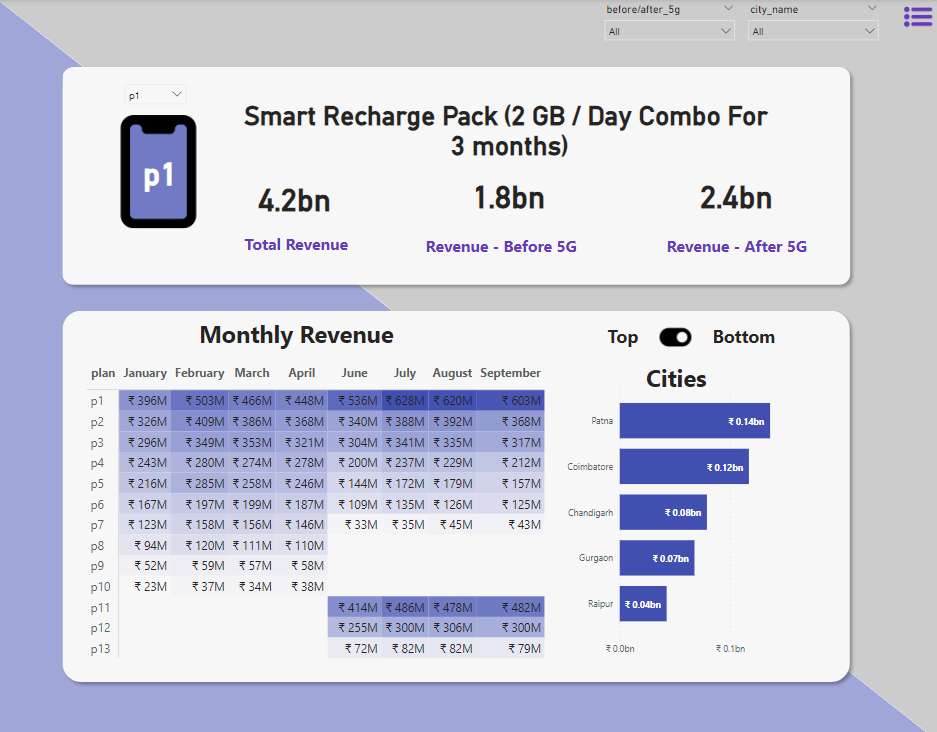 before/after_5g city_name
All All
p1
p1
Smart Recharge Pack (2 GB / Day Combo For
3 months)
4.2bn 1.8bn 2.4bn
Total Revenue Revenue - Before 5G Revenue - After 5G
Monthly Revenue
plan January February March April June July August September
p1 ₹ 396M ₹ 503M ₹ 466M ₹ 448M ₹ 536M ₹ 628M ₹ 620M ₹ 603M
p2 ₹ 326M ₹ 409M ₹ 386M ₹ 368M ₹ 340M ₹ 388M ₹ 392M ₹ 368M
p3 ₹ 296M ₹ 349M ₹ 353M ₹ 321M ₹ 304M ₹ 341M ₹ 335M ₹ 317M
p4 ₹ 243M ₹ 280M ₹ 274M ₹ 278M ₹ 200M ₹ 237M ₹ 229M ₹ 212M
p5 ₹ 216M ₹ 285M ₹ 258M ₹ 246M ₹ 144M ₹ 172M ₹ 179M ₹ 157M
p6 ₹ 167M ₹ 197M ₹ 199M ₹ 187M ₹ 109M ₹ 135M ₹ 126M ₹ 125M
p7 ₹ 123M ₹ 158M ₹ 156M ₹ 146M ₹ 33M ₹ 35M ₹ 45M ₹ 43M
p8 ₹ 94M ₹ 120M ₹ 111M ₹ 110M
p9 ₹ 52M ₹ 59M ₹ 57M ₹ 58M
p10 ₹ 23M ₹ 37M ₹ 34M ₹ 38M
p11 ₹ 414M ₹ 486M ₹ 478M ₹ 482M
p12 ₹ 255M ₹ 300M ₹ 306M ₹ 300M
p13 ₹ 72M ₹ 82M ₹ 82M ₹ 79M
Top Bottom
Cities
Patna ₹ 0.14bn
Coimbatore ₹ 0.12bn
Chandigarh ₹ 0.08bn
Gurgaon ₹ 0.07bn
Raipur ₹ 0.04bn
₹ 0.0bn ₹ 0.1bn